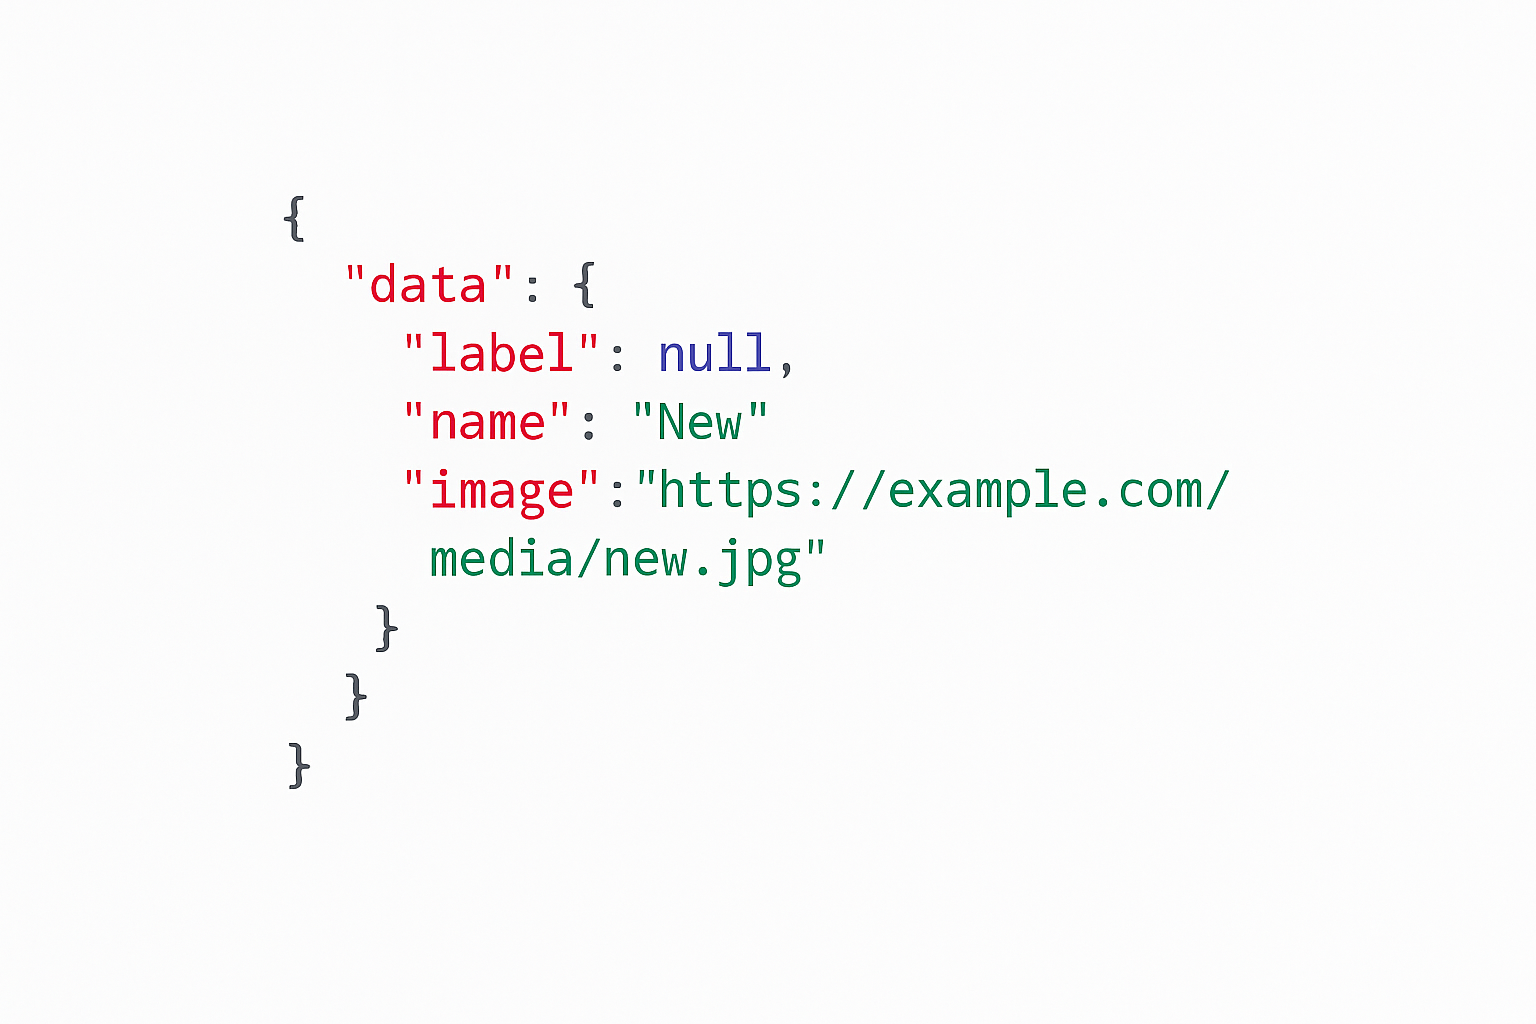 {
"data": {
"label": null,
"name": "New"
"image":"https://example.com/
media/new.jpg"
}
}
}